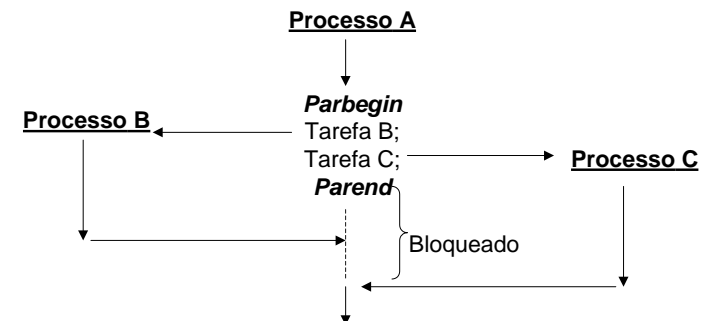 Processo A
Parbegin
Processo B
Tarefa B;
Tarefa C;
Processo C
Parend
Bloqueado